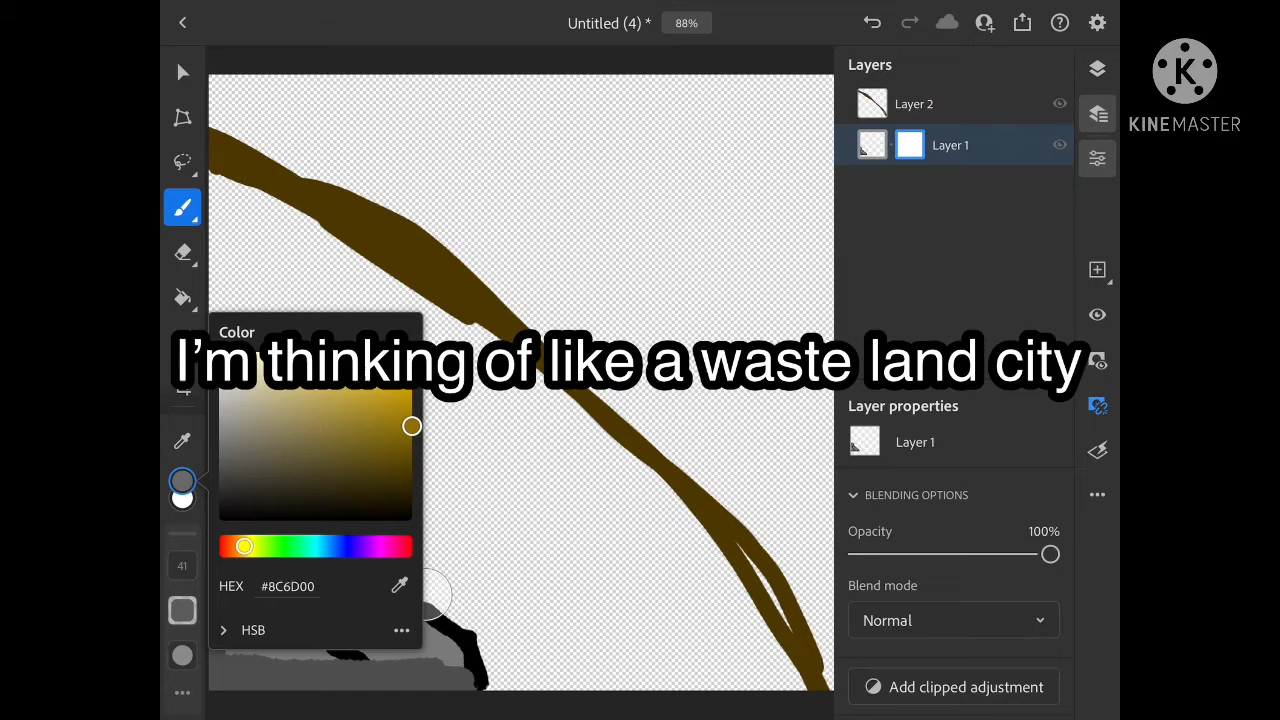 Untitled (4) *
88%
Layers
K
KINEMASTER
Layer 2
Layer 1
Color
I'm thinking of like a waste land city
Layer properties
Layer 1
BLENDING OPTIONS
Opacity
100%
41
HEX
#8C6D00
Blend mode
Normal
HSB
Add clipped adjustment